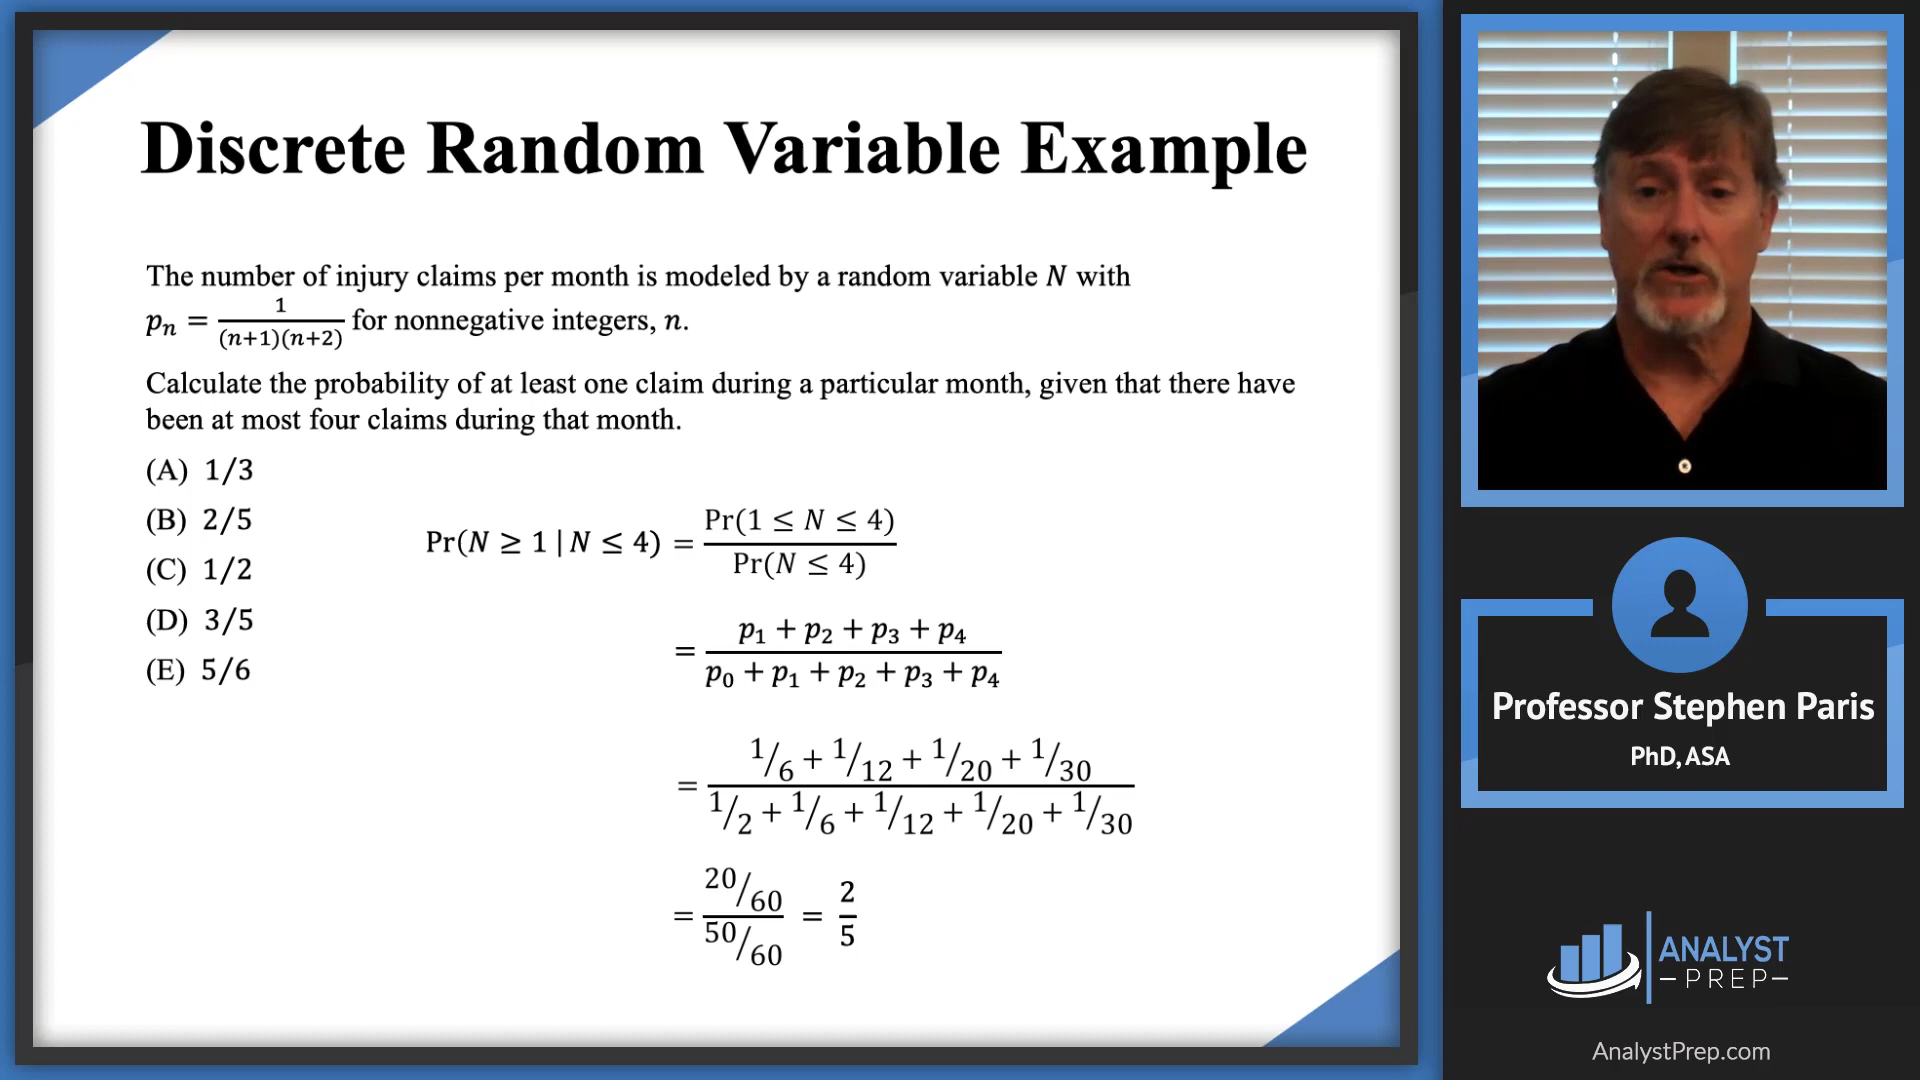 Discrete Random Variable Example
The number of injury claims per month is modeled by a random variable N with
pₙ = 1/((n+1)(n+2)) for nonnegative integers, n.
Calculate the probability of at least one claim during a particular month, given that there have
been at most four claims during that month.
(A) 1/3
(B) 2/5
(C) 1/2
(D) 3/5
(E) 5/6
Pr(N ≥ 1 | N ≤ 4) = Pr(1 ≤ N ≤ 4) / Pr(N ≤ 4)
= (p₁ + p₂ + p₃ + p₄) / (p₀ + p₁ + p₂ + p₃ + p₄)
= (1/6 + 1/12 + 1/20 + 1/30) / (1/2 + 1/6 + 1/12 + 1/20 + 1/30)
= (20/60) / (50/60) = 2/5
Professor Stephen Paris
PhD, ASA
ANALYST
PREP
AnalystPrep.com